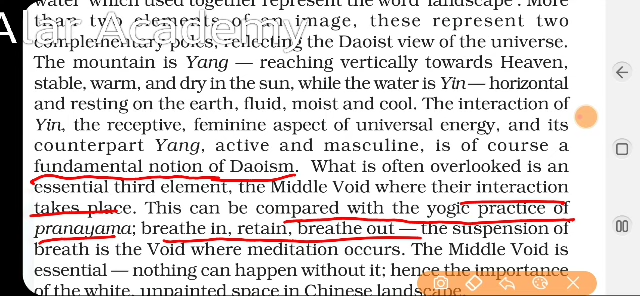 water' which used together represent the word 'landscape'. More
than two elements of an image, these represent two
Alar Academy
complementary poles, reflecting the Daoist view of the universe.
The mountain is Yang — reaching vertically towards Heaven,
stable, warm, and dry in the sun, while the water is Yin — horizontal
and resting on the earth, fluid, moist and cool. The interaction of
Yin, the receptive, feminine aspect of universal energy, and its
counterpart Yang, active and masculine, is of course a
fundamental notion of Daoism. What is often overlooked is an
essential third element, the Middle Void where their interaction
takes place. This can be compared with the yogic practice of
pranayama; breathe in, retain, breathe out — the suspension of
breath is the Void where meditation occurs. The Middle Void is
essential — nothing can happen without it; hence the importance
of the white, unpainted space in Chinese landscape.